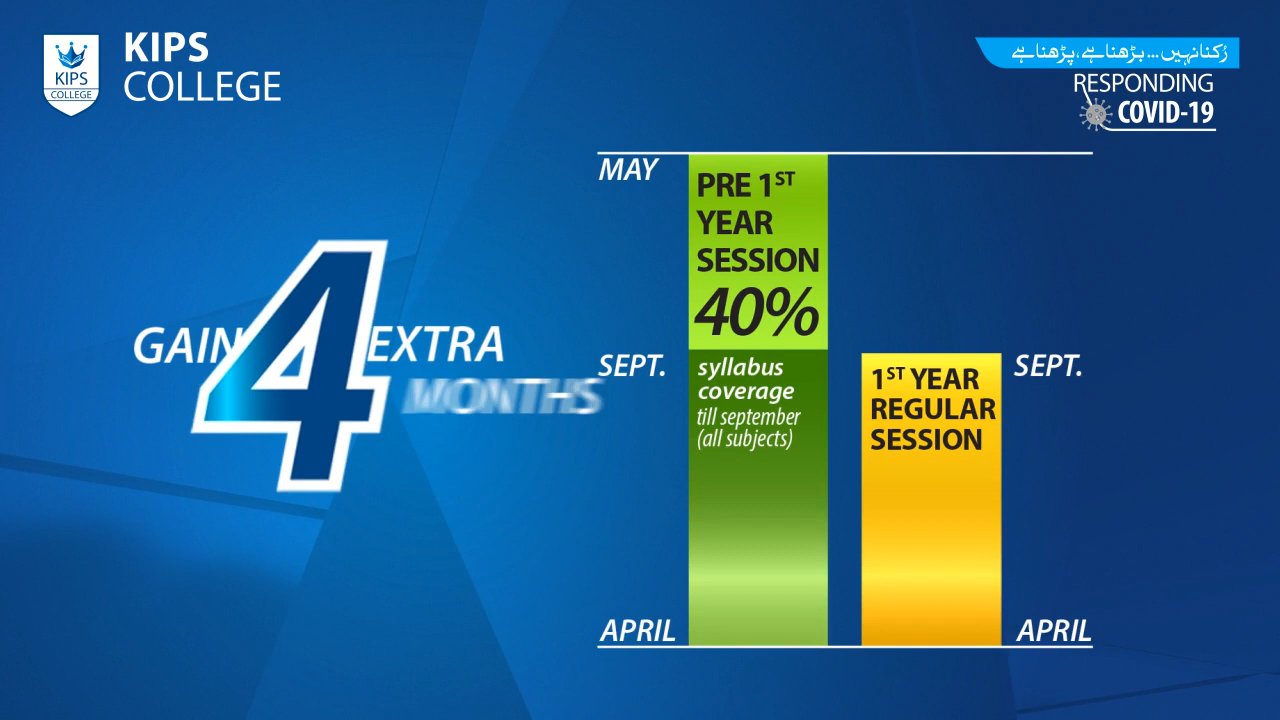 KIPS
COLLEGE
KIPS
COLLEGE
رُکنا نہیں... بڑھنا ہے، پڑھنا ہے
RESPONDING
COVID-19
GAIN 4 EXTRA
MONTHS
MAY
PRE 1ST
YEAR
SESSION
40%
SEPT.
syllabus
coverage
till september
(all subjects)
APRIL
1ST YEAR
REGULAR
SESSION
SEPT.
APRIL